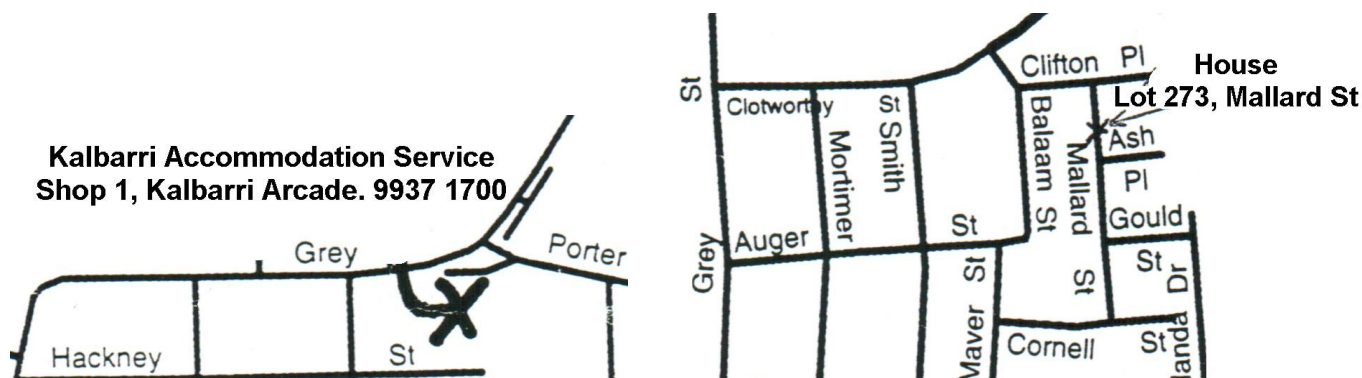 Kalbarri Accommodation Service
Shop 1, Kalbarri Arcade. 9937 1700
Grey
Porter
Hackney
St
St
Clotworthy
St
Smith
Mortimer
Auger
St
Grey
Clifton Pl
House
Lot 273, Mallard St
Balaam St
Mallard
St
Ash
Pl
Gould
St
Dr
anda
Maver St
Cornell
St